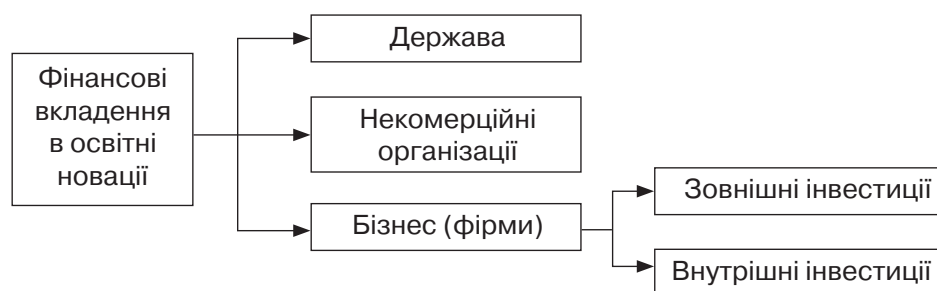 Фінансові
вкладення
в освітні
новації
Держава
Некомерційні
організації
Бізнес (фірми)
Зовнішні інвестиції
Внутрішні інвестиції